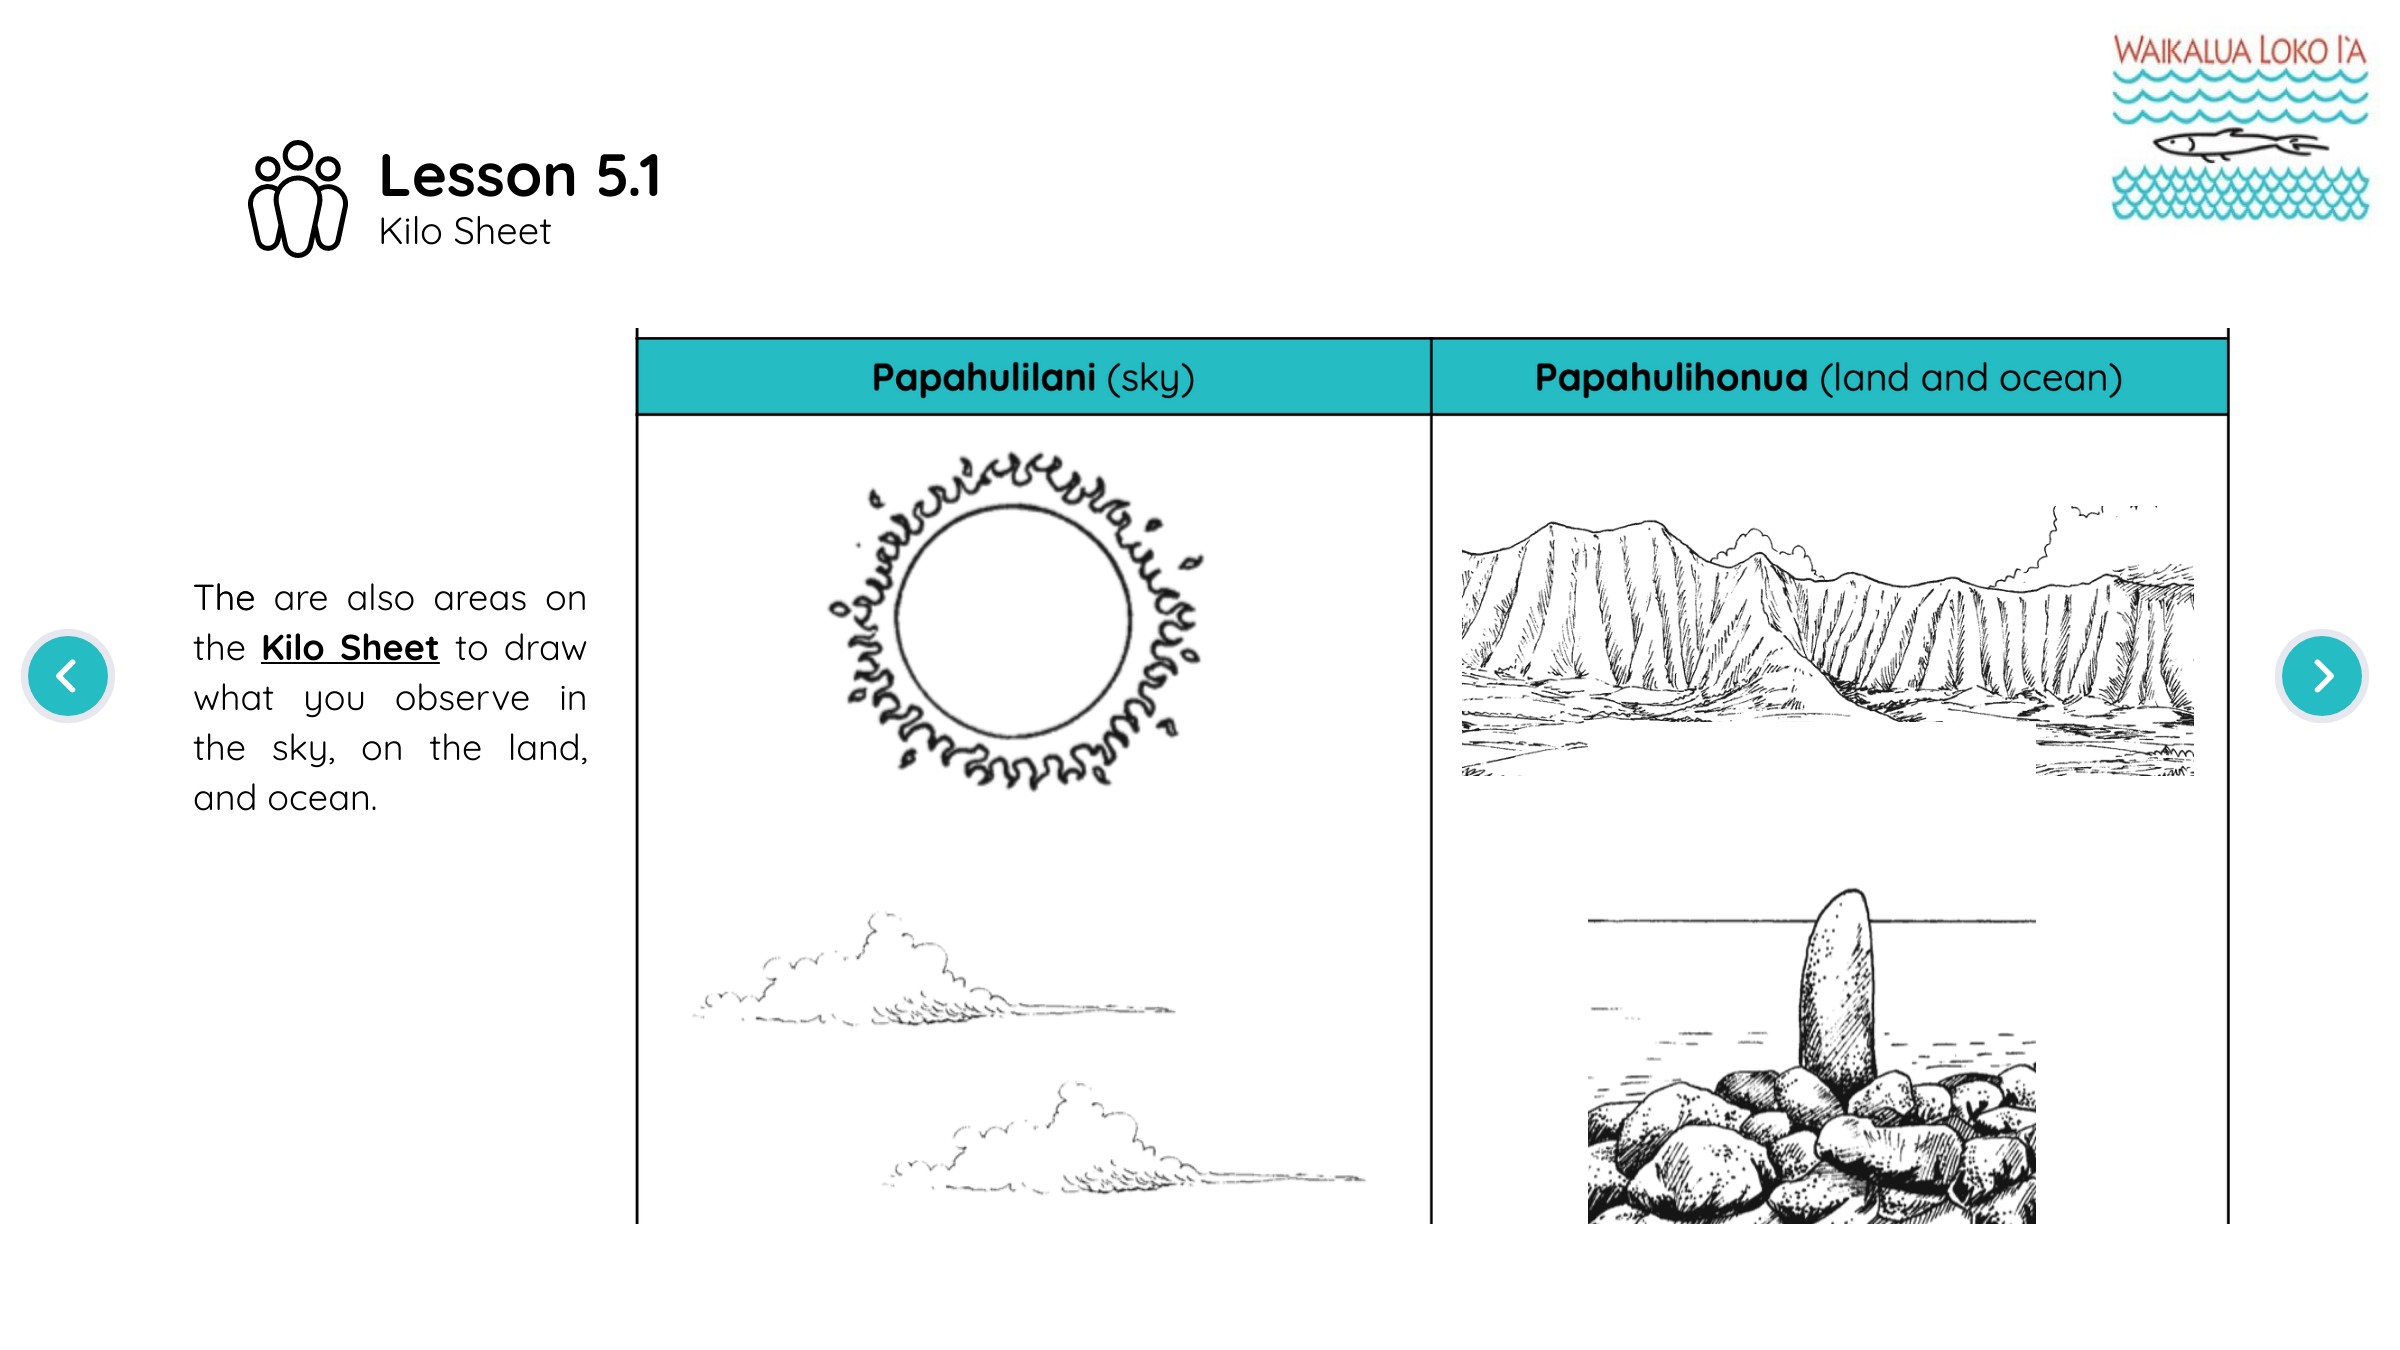 WAIKALUA LOKO I`A
Lesson 5.1
Kilo Sheet
The are also areas on
the Kilo Sheet to draw
what you observe in
the sky, on the land,
and ocean.
Papahulilani (sky)
Papahulihonua (land and ocean)